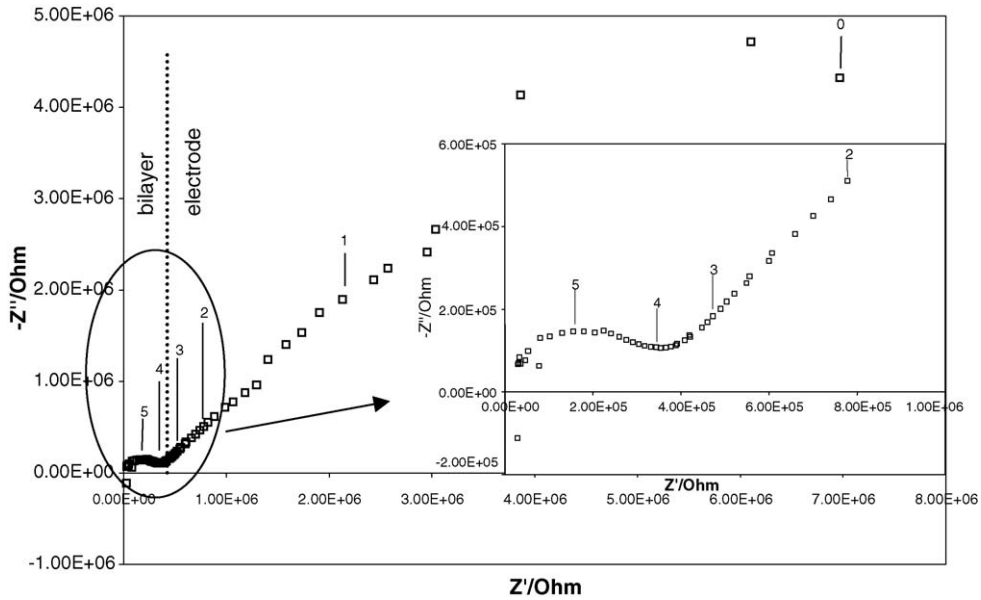 5.00E+06
4.00E+06
3.00E+06
2.00E+06
1.00E+06
0.00E+00
-1.00E+06
-Z''/Ohm
bilayer
electrode
5
4
3
2
1
0
0.00E+00
1.00E+06
2.00E+06
3.00E+06
4.00E+06
5.00E+06
6.00E+06
7.00E+06
8.00E+06
Z'/Ohm
6.00E+05
4.00E+05
2.00E+05
0.00E+00
-2.00E+05
-Z''/Ohm
5
4
3
2
0.00E+00
2.00E+05
4.00E+05
6.00E+05
8.00E+05
1.00E+06
Z'/Ohm